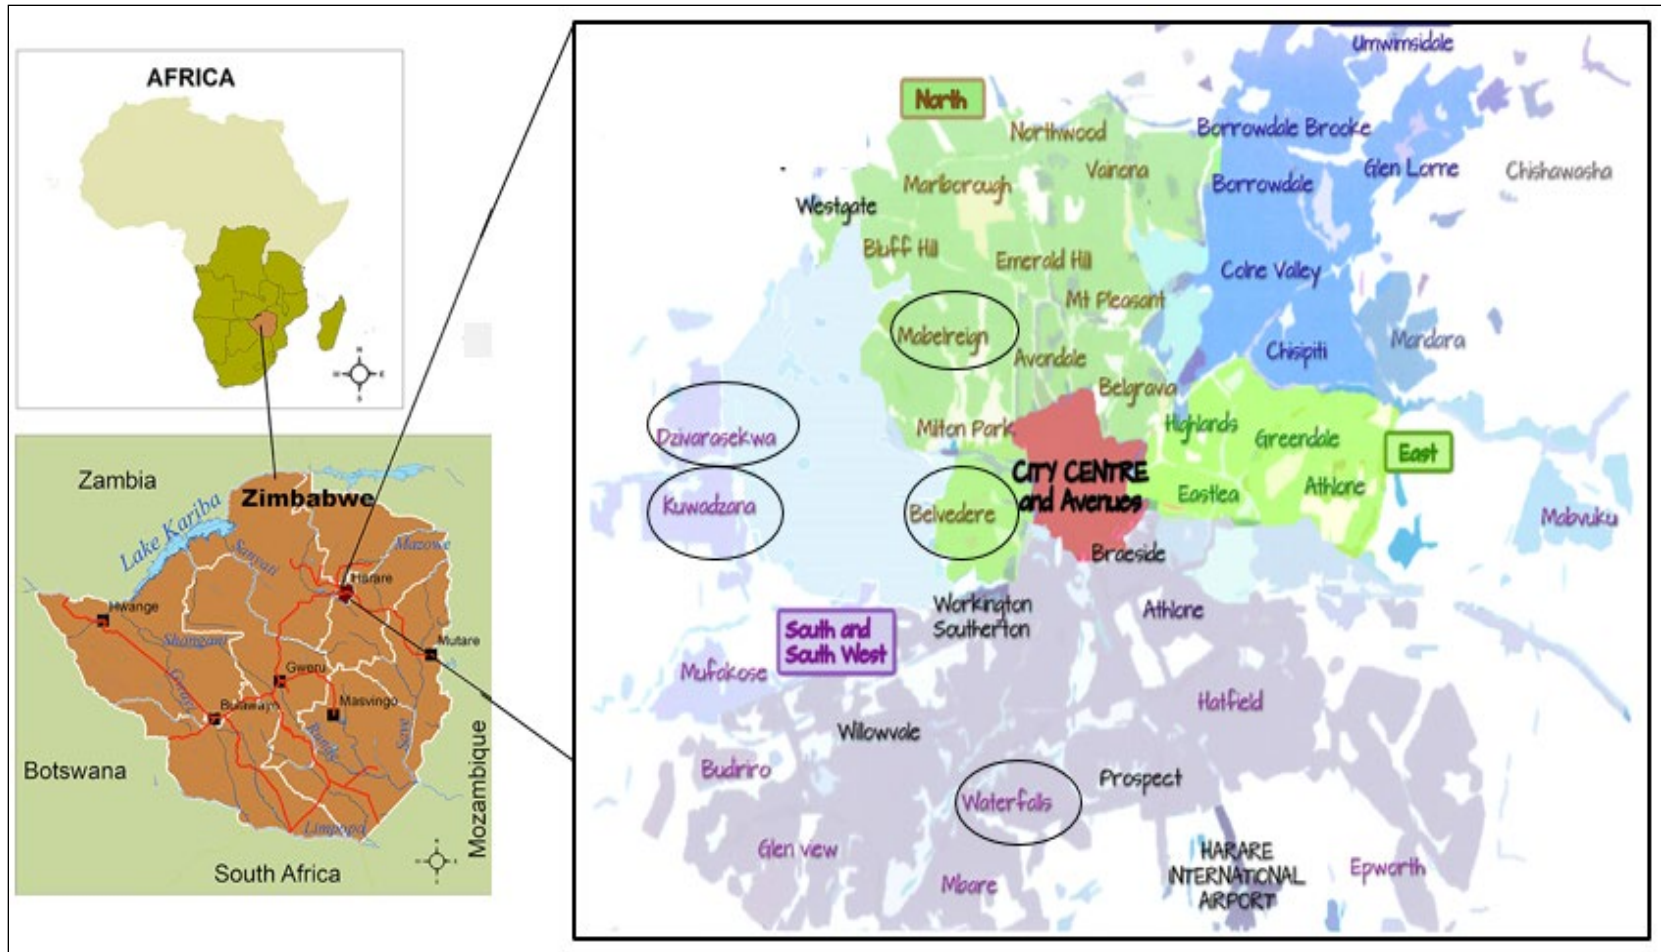 AFRICA
N
W
E
S
Zambia
Zimbabwe
Lake Kariba
Sanyati
Mazowe
Harare
Hwange
Shangani
Mutare
Gwayi
Gweru
Bulawayo
Masvingo
Runde
Save
Botswana
Mozambique
Limpopo
South Africa
Umwimsidale
North
Northwood
Borrowdale Brooke
Vainona
Glen Lorne
Chishawasha
Marlborough
Borrowdale
Westgate
Bluff Hill
Emerald Hill
Colne Valley
Mt Pleasant
Mabelreign
Avondale
Chisipiti
Mandara
Belgravia
Dzivarasekwa
Milton Park
Highlands
Greendale
East
CITY CENTRE
and Avenues
Kuwadzana
Belvedere
Eastlea
Athlone
Mabvuku
Braeside
Workington
Southerton
Athlone
South and
South West
Mufakose
Hatfield
Willowvale
Budiriro
Prospect
Waterfalls
Glen view
HARARE
INTERNATIONAL
AIRPORT
Mbare
Epworth